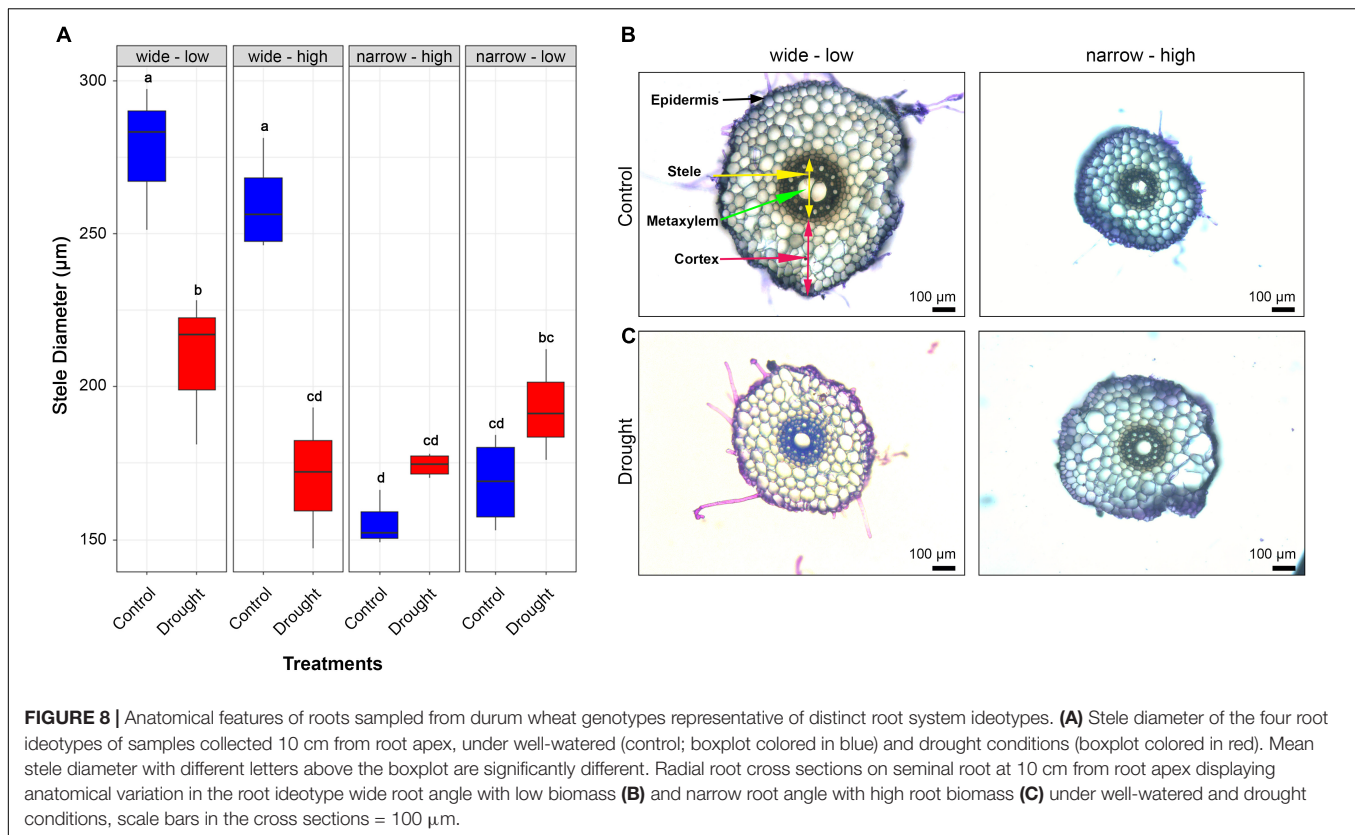 A
wide - low
wide - high
narrow - high
narrow - low
300
250
200
150
Stele Diameter (µm)
a
b
a
cd
d
cd
cd
bc
Control
Drought
Control
Drought
Control
Drought
Control
Drought
Treatments
B
wide - low
narrow - high
Control
Epidermis
Stele
Metaxylem
Cortex
100 µm
100 µm
C
Drought
100 µm
100 µm
FIGURE 8 | Anatomical features of roots sampled from durum wheat genotypes representative of distinct root system ideotypes. (A) Stele diameter of the four root
ideotypes of samples collected 10 cm from root apex, under well-watered (control; boxplot colored in blue) and drought conditions (boxplot colored in red). Mean
stele diameter with different letters above the boxplot are significantly different. Radial root cross sections on seminal root at 10 cm from root apex displaying
anatomical variation in the root ideotype wide root angle with low biomass (B) and narrow root angle with high root biomass (C) under well-watered and drought
conditions, scale bars in the cross sections = 100 µm.